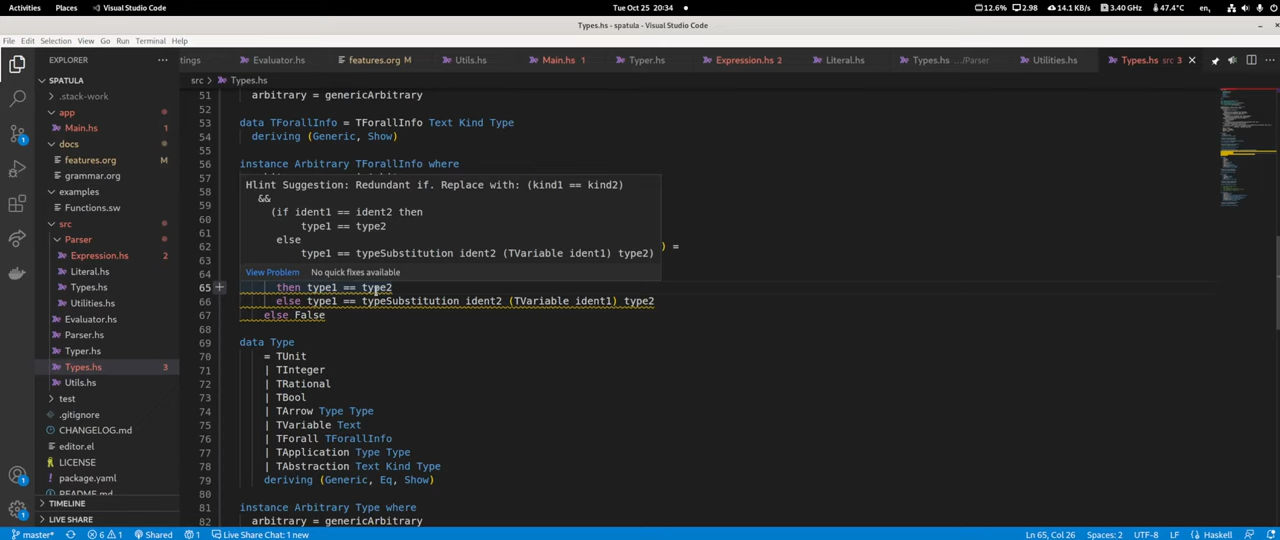 Activities Places Visual Studio Code Tue Oct 25 20:34 12.6% 2.98 14.1 KB/s 3.40 GHz 47.4°C en
Types.hs - spatula - Visual Studio Code
File Edit Selection View Go Run Terminal Help
EXPLORER ··· tings Evaluator.hs features.org M Utils.hs Main.hs 1 Typer.hs Expression.hs 2 Literal.hs Types.hs .../Parser Utilities.hs Types.hs src 3
SPATULA
src > Types.hs
.stack-work
app
Main.hs 1
docs
features.org M
grammar.org
examples
Functions.sw
src
Parser
Expression.hs 2
Literal.hs
Types.hs
Utilities.hs
Evaluator.hs
Parser.hs
Typer.hs
Types.hs 3
Utils.hs
test
.gitignore
CHANGELOG.md
editor.el
LICENSE
package.yaml
README.md
TIMELINE
LIVE SHARE
51 arbitrary = genericArbitrary
52
53 data TForallInfo = TForallInfo Text Kind Type
54 deriving (Generic, Show)
55
56 instance Arbitrary TForallInfo where
57
58
59
60
61
62 ) =
63
64
Hlint Suggestion: Redundant if. Replace with: (kind1 == kind2)
&&
(if ident1 == ident2 then
type1 == type2
else
type1 == typeSubstitution ident2 (TVariable ident1) type2)
View Problem No quick fixes available
65 then type1 == type2
66 else type1 == typeSubstitution ident2 (TVariable ident1) type2
67 else False
68
69 data Type
70 = TUnit
71 | TInteger
72 | TRational
73 | TBool
74 | TArrow Type Type
75 | TVariable Text
76 | TForall TForallInfo
77 | TApplication Type Type
78 | TAbstraction Text Kind Type
79 deriving (Generic, Eq, Show)
80
81 instance Arbitrary Type where
82 arbitrary = genericArbitrary
master* 6 1 Shared 1 Live Share Chat: 1 new Ln 65, Col 26 Spaces: 2 UTF-8 LF Haskell